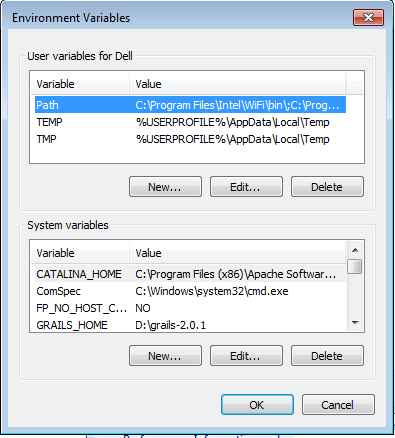 Environment Variables
User variables for Dell
Variable Value
Path C:\Program Files\Intel\WiFi\bin\;C:\Prog...
TEMP %USERPROFILE%\AppData\Local\Temp
TMP %USERPROFILE%\AppData\Local\Temp
New... Edit... Delete
System variables
Variable Value
CATALINA_HOME C:\Program Files (x86)\Apache Software...
ComSpec C:\Windows\system32\cmd.exe
FP_NO_HOST_C... NO
GRAILS_HOME D:\grails-2.0.1
New... Edit... Delete
OK Cancel